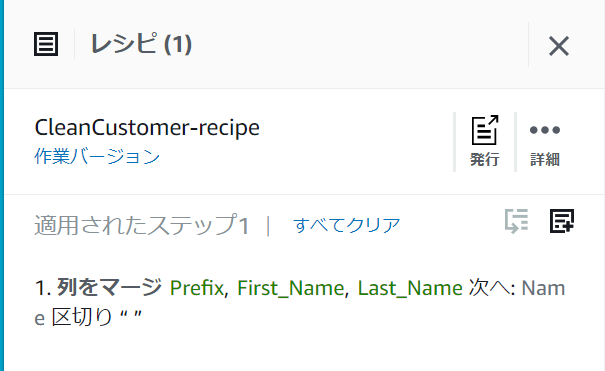 レシピ (1)
CleanCustomer-recipe
作業バージョン
発行
詳細
適用されたステップ1 | すべてクリア
1. 列をマージ Prefix, First_Name, Last_Name 次へ: Nam
e 区切り “ ”